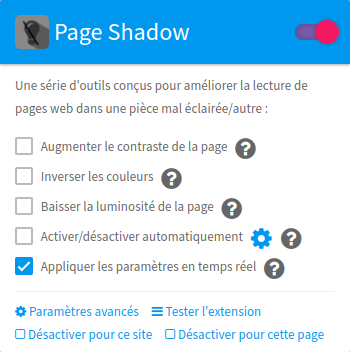 Page Shadow
Une série d'outils conçus pour améliorer la lecture de
pages web dans une pièce mal éclairée/autre :
Augmenter le contraste de la page ?
Inverser les couleurs ?
Baisser la luminosité de la page ?
Activer/désactiver automatiquement ?
Appliquer les paramètres en temps réel ?
Paramètres avancés Tester l'extension
Désactiver pour ce site Désactiver pour cette page